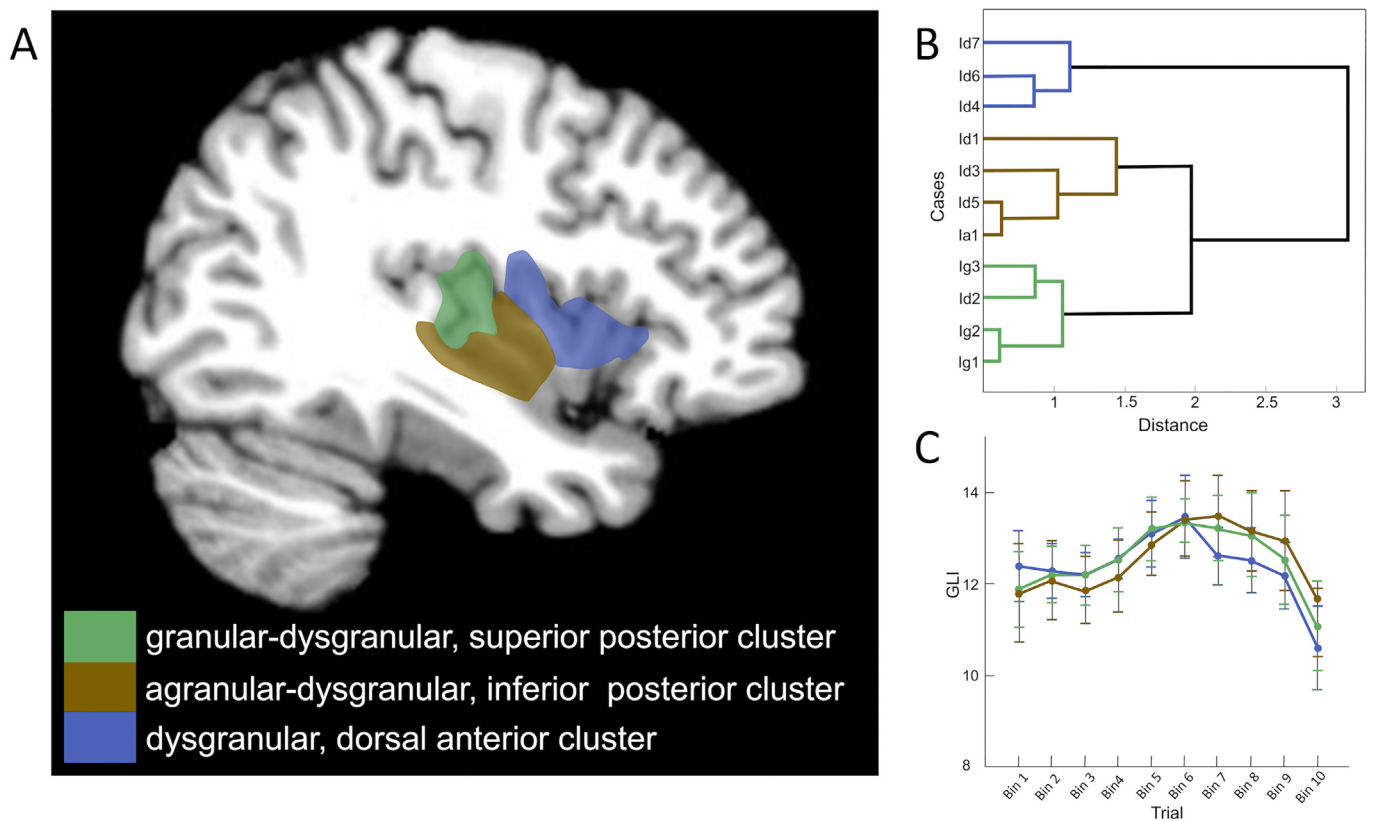 A
granular-dysgranular, superior posterior cluster
agranular-dysgranular, inferior posterior cluster
dysgranular, dorsal anterior cluster
B
Id7
Id6
Id4
Id1
Id3
Id5
Ia1
Ig3
Id2
Ig2
Ig1
Cases
1 1.5 2 2.5 3
Distance
C
14
12
10
8
GLI
Bin 1 Bin 2 Bin 3 Bin4 Bin 5 Bin 6 Bin 7 Bin 8 Bin 9 Bin 10
Trial